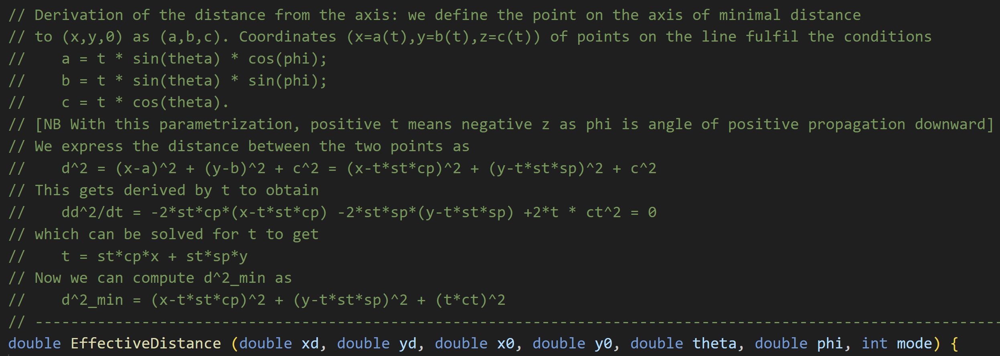 // Derivation of the distance from the axis: we define the point on the axis of minimal distance
// to (x,y,0) as (a,b,c). Coordinates (x=a(t),y=b(t),z=c(t)) of points on the line fulfil the conditions
//    a = t * sin(theta) * cos(phi);
//    b = t * sin(theta) * sin(phi);
//    c = t * cos(theta).
// [NB With this parametrization, positive t means negative z as phi is angle of positive propagation downward]
// We express the distance between the two points as
//    d^2 = (x-a)^2 + (y-b)^2 + c^2 = (x-t*st*cp)^2 + (y-t*st*sp)^2 + c^2
// This gets derived by t to obtain
//    dd^2/dt = -2*st*cp*(x-t*st*cp) -2*st*sp*(y-t*st*sp) +2*t * ct^2 = 0
// which can be solved for t to get
//    t = st*cp*x + st*sp*y
// Now we can compute d^2_min as
//    d^2_min = (x-t*st*cp)^2 + (y-t*st*sp)^2 + (t*ct)^2
// -------------------------------------------------------------------------------------------------------------
double EffectiveDistance (double xd, double yd, double x0, double y0, double theta, double phi, int mode) {